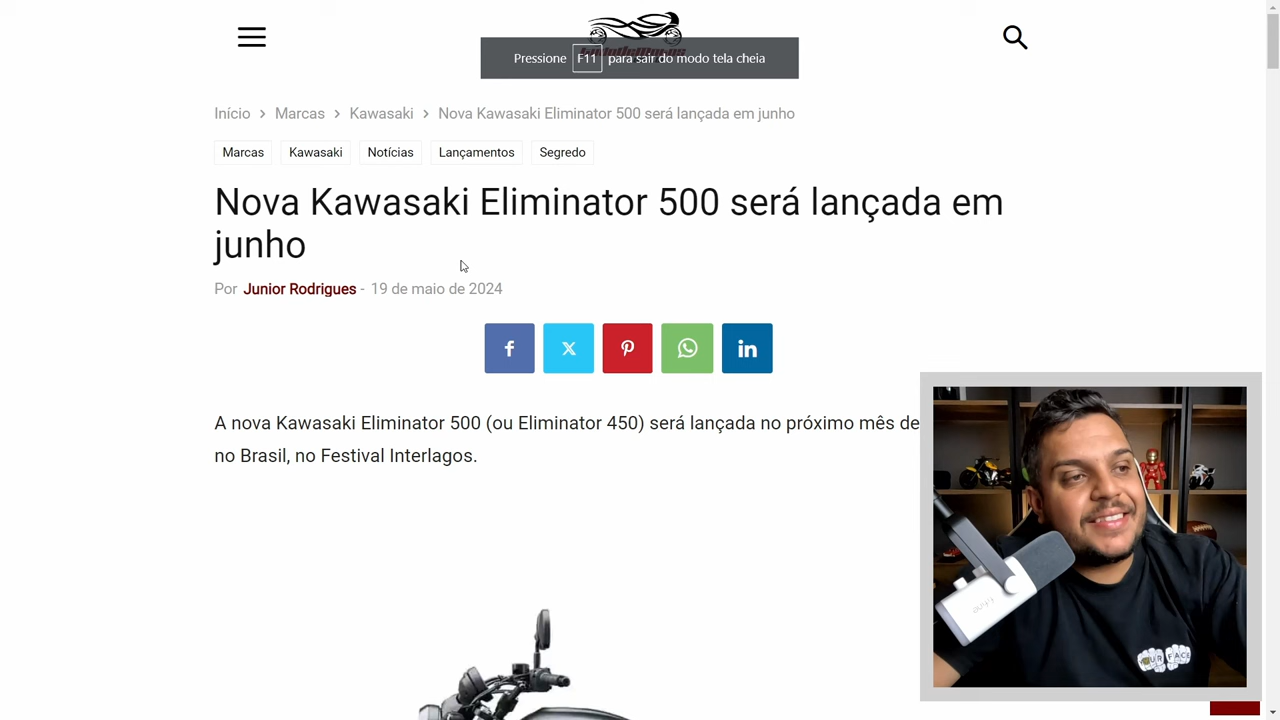 Pressione F11 para sair do modo tela cheia
Início > Marcas > Kawasaki > Nova Kawasaki Eliminator 500 será lançada em junho
Marcas Kawasaki Notícias Lançamentos Segredo
Nova Kawasaki Eliminator 500 será lançada em
junho
Por Junior Rodrigues - 19 de maio de 2024
A nova Kawasaki Eliminator 500 (ou Eliminator 450) será lançada no próximo mês de
no Brasil, no Festival Interlagos.
YOUR FACE